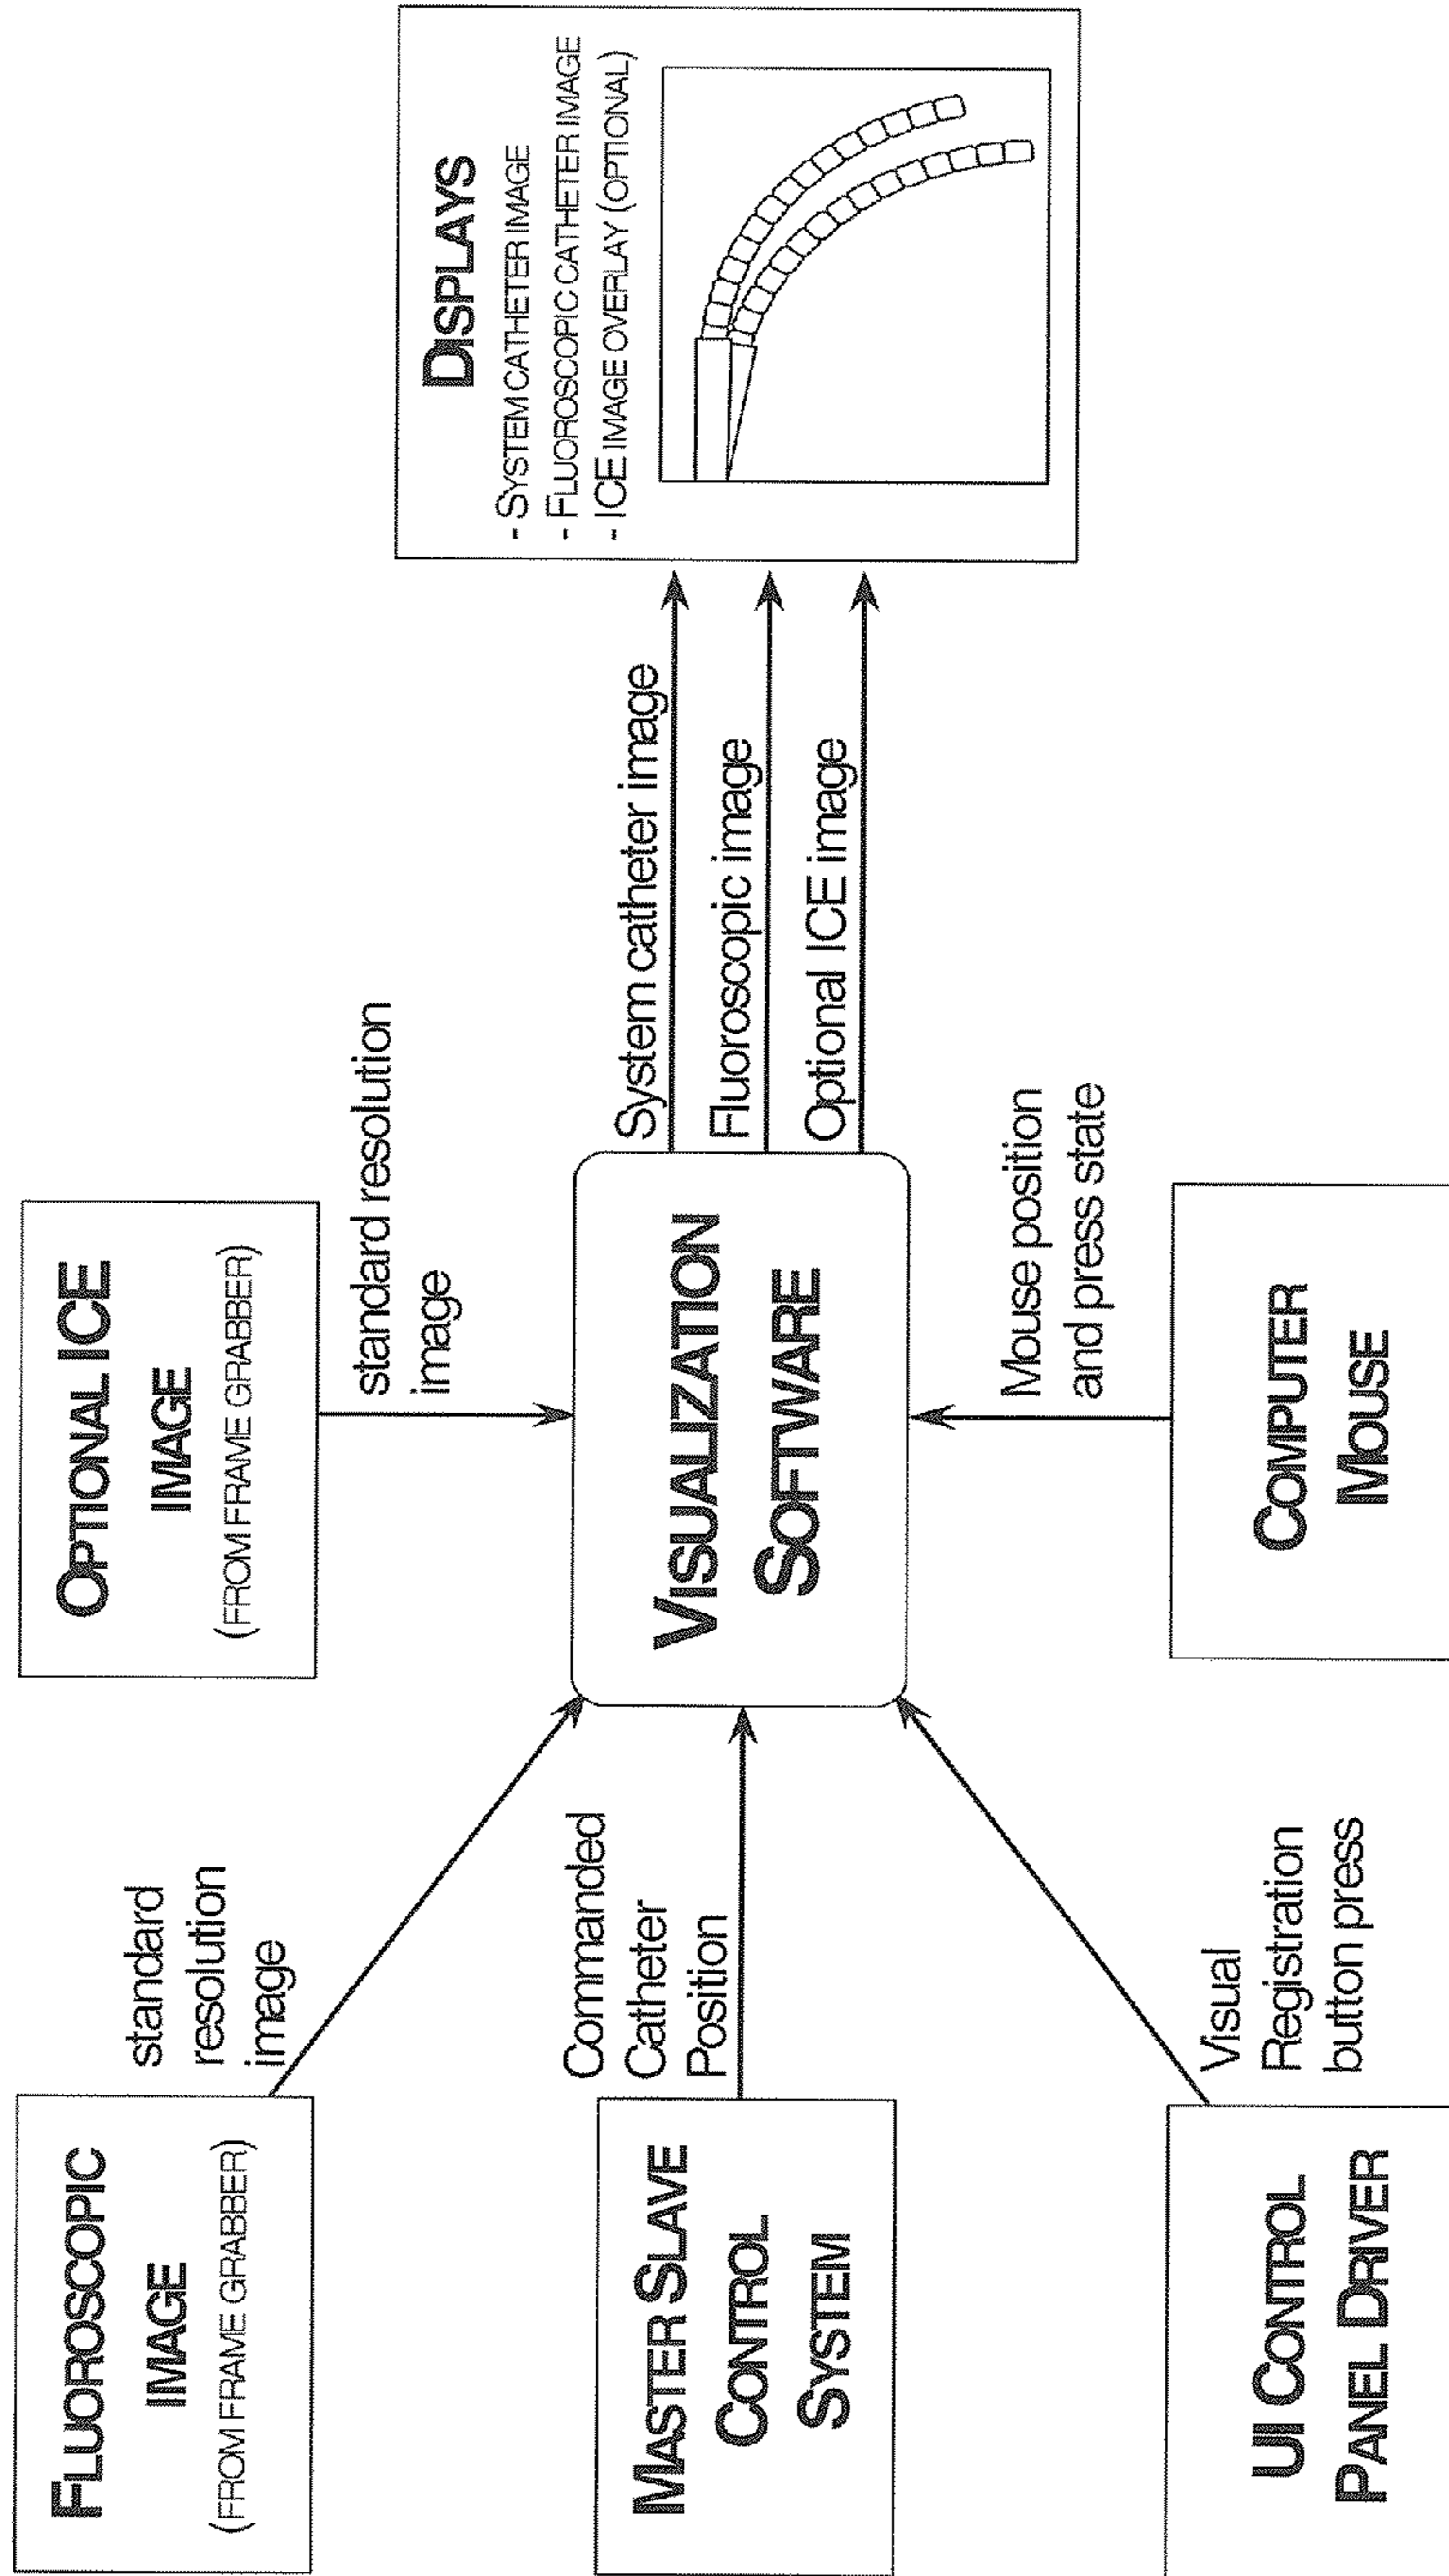 FLUOROSCOPIC
IMAGE
(FROM FRAME GRABBER)
standard
resolution
image
OPTIONAL ICE
IMAGE
(FROM FRAME GRABBER)
standard resolution
image
MASTER SLAVE
CONTROL
SYSTEM
Commanded
Catheter
Position
VISUALIZATION
SOFTWARE
System catheter image
Fluoroscopic image
Optional ICE image
DISPLAYS
- SYSTEM CATHETER IMAGE
- FLUOROSCOPIC CATHETER IMAGE
- ICE IMAGE OVERLAY (OPTIONAL)
UI CONTROL
PANEL DRIVER
Visual
Registration
button press
COMPUTER
MOUSE
Mouse position
and press state